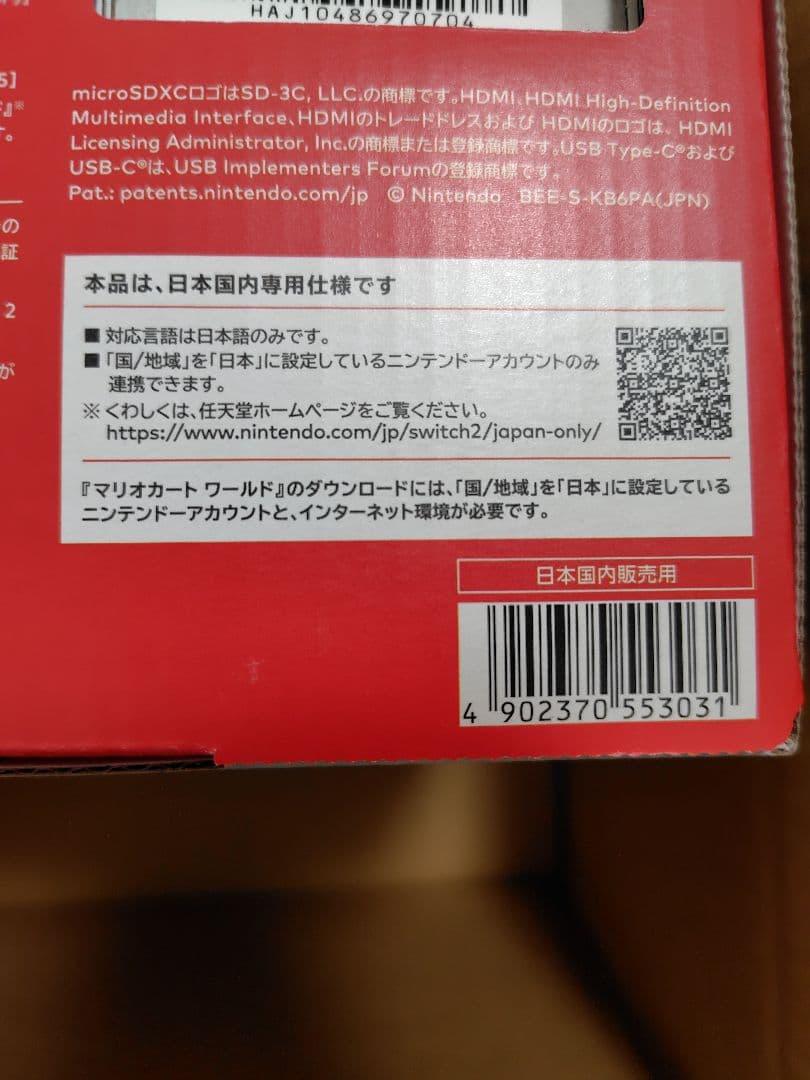 HAJ10486970704
5]
ド』※
す。
microSDXCロゴはSD-3C, LLC.の商標です。HDMI、HDMI High-Definition
Multimedia Interface、HDMIのトレードドレスおよび HDMIのロゴは、HDMI
Licensing Administrator, Inc.の商標または登録商標です。USB Type-C®および
USB-C®は、USB Implementers Forumの登録商標です。
Pat.: patents.nintendo.com/jp © Nintendo BEE-S-KB6PA(JPN)
の
証
2
が
本品は、日本国内専用仕様です
■ 対応言語は日本語のみです。
■「国/地域」を「日本」に設定しているニンテンドーアカウントのみ
連携できます。
※ くわしくは、任天堂ホームページをご覧ください。
https://www.nintendo.com/jp/switch2/japan-only/
『マリオカート ワールド』のダウンロードには、「国/地域」を「日本」に設定している
ニンテンドーアカウントと、インターネット環境が必要です。
日本国内販売用
4 902370 553031